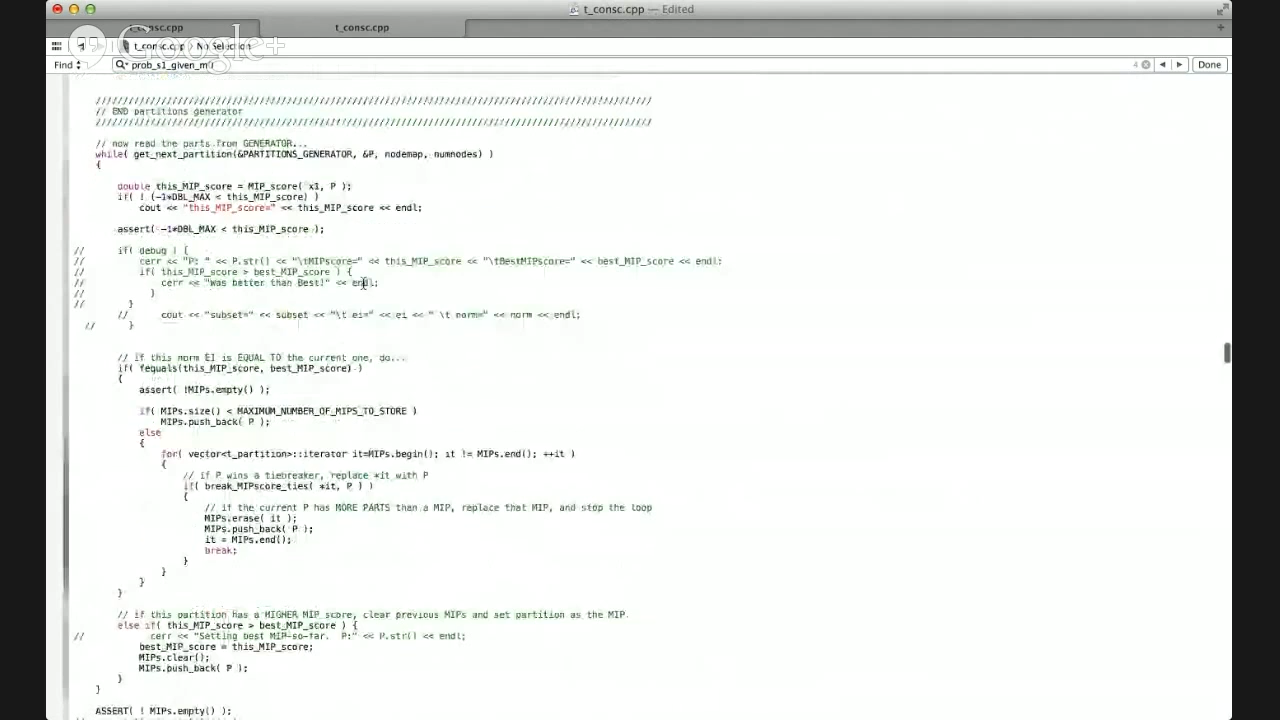 t_consc.cpp — Edited
t_consc.cpp t_consc.cpp
Google+
t_consc.cpp › No Selection
Find prob_s1_given_m 4 Done
////////////////////////////////////////////////////////////////////////////////////////////////////////
// END partitions generator
////////////////////////////////////////////////////////////////////////////////////////////////////////
// now read the parts from GENERATOR...
while( get_next_partition(&PARTITIONS_GENERATOR, &P, nodemap, numnodes) )
{
double this_MIP_score = MIP_score( x1, P );
if( ! (-1*DBL_MAX < this_MIP_score) )
cout << "this_MIP_score=" << this_MIP_score << endl;
assert( -1*DBL_MAX < this_MIP_score );
// if( debug ) {
// cerr << "P: " << P.str() << "\tMIPscore=" << this_MIP_score << "\tBestMIPscore=" << best_MIP_score << endl;
// if( this_MIP_score > best_MIP_score ) {
// cerr << "Was better than Best!" << endl;
// }
// }
// cout << "subset=" << subset << "\t ei=" << ei << " \t norm=" << norm << endl;
// }
// if this norm EI is EQUAL TO the current one, do...
if( fequals(this_MIP_score, best_MIP_score) )
{
assert( !MIPs.empty() );
if( MIPs.size() < MAXIMUM_NUMBER_OF_MIPS_TO_STORE )
MIPs.push_back( P );
else
{
for( vector<t_partition>::iterator it=MIPs.begin(); it != MIPs.end(); ++it )
{
// if P wins a tiebreaker, replace *it with P
if( break_MIPscore_ties( *it, P ) )
{
// if the current P has MORE PARTS than a MIP, replace that MIP, and stop the loop
MIPs.erase( it );
MIPs.push_back( P );
it = MIPs.end();
break;
}
}
}
}
// if this partition has a HIGHER MIP score, clear previous MIPs and set partition as the MIP.
else if( this_MIP_score > best_MIP_score ) {
// cerr << "Setting best MIP-so-far. P:" << P.str() << endl;
best_MIP_score = this_MIP_score;
MIPs.clear();
MIPs.push_back( P );
}
}
ASSERT( ! MIPs.empty() );